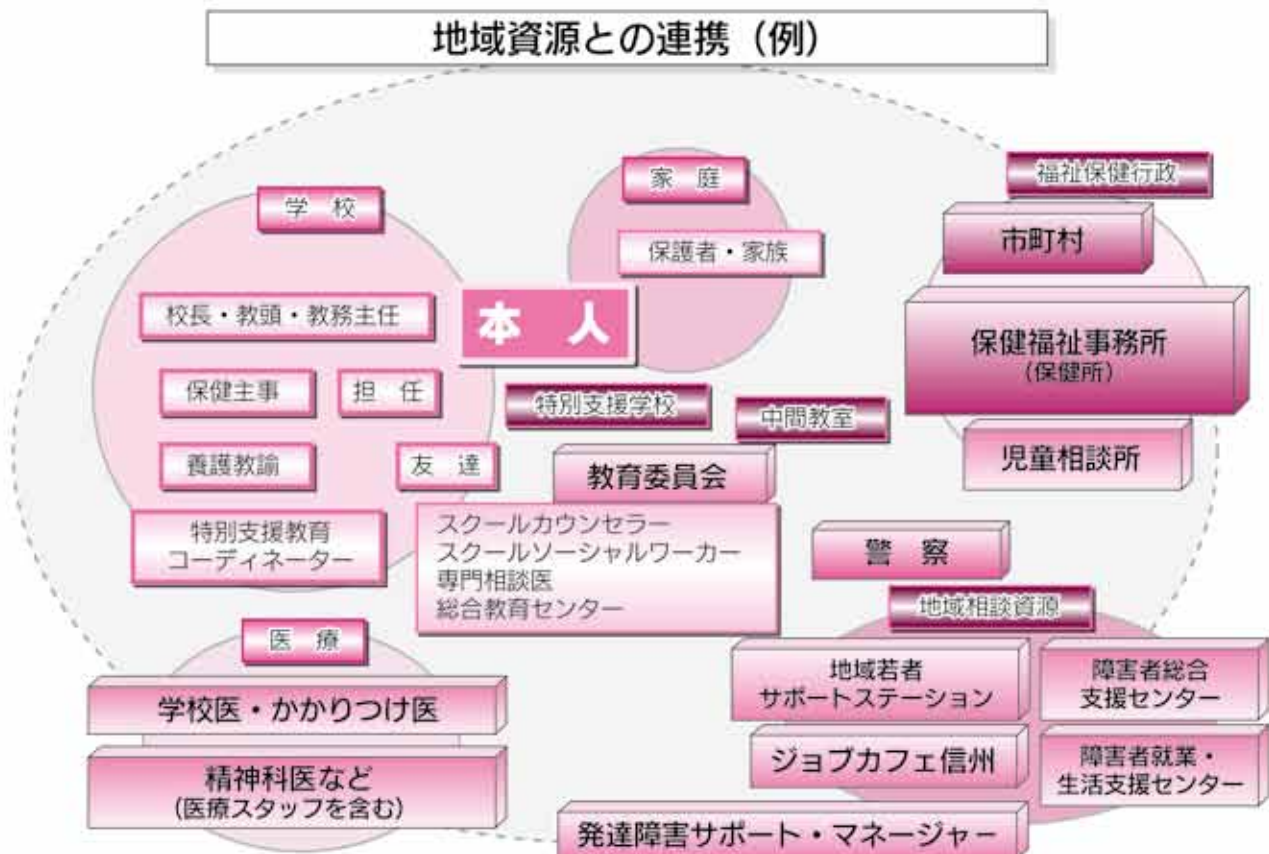 地域資源との連携（例）
学 校
校長・教頭・教務主任
保健主事
担 任
養護教諭
友 達
特別支援教育
コーディネーター
家 庭
保護者・家族
本 人
特別支援学校
中間教室
教育委員会
スクールカウンセラー
スクールソーシャルワーカー
専門相談医
総合教育センター
福祉保健行政
市町村
保健福祉事務所
（保健所）
児童相談所
警 察
医 療
学校医・かかりつけ医
精神科医など
（医療スタッフを含む）
地域相談資源
地域若者
サポートステーション
障害者総合
支援センター
ジョブカフェ信州
障害者就業・
生活支援センター
発達障害サポート・マネージャー